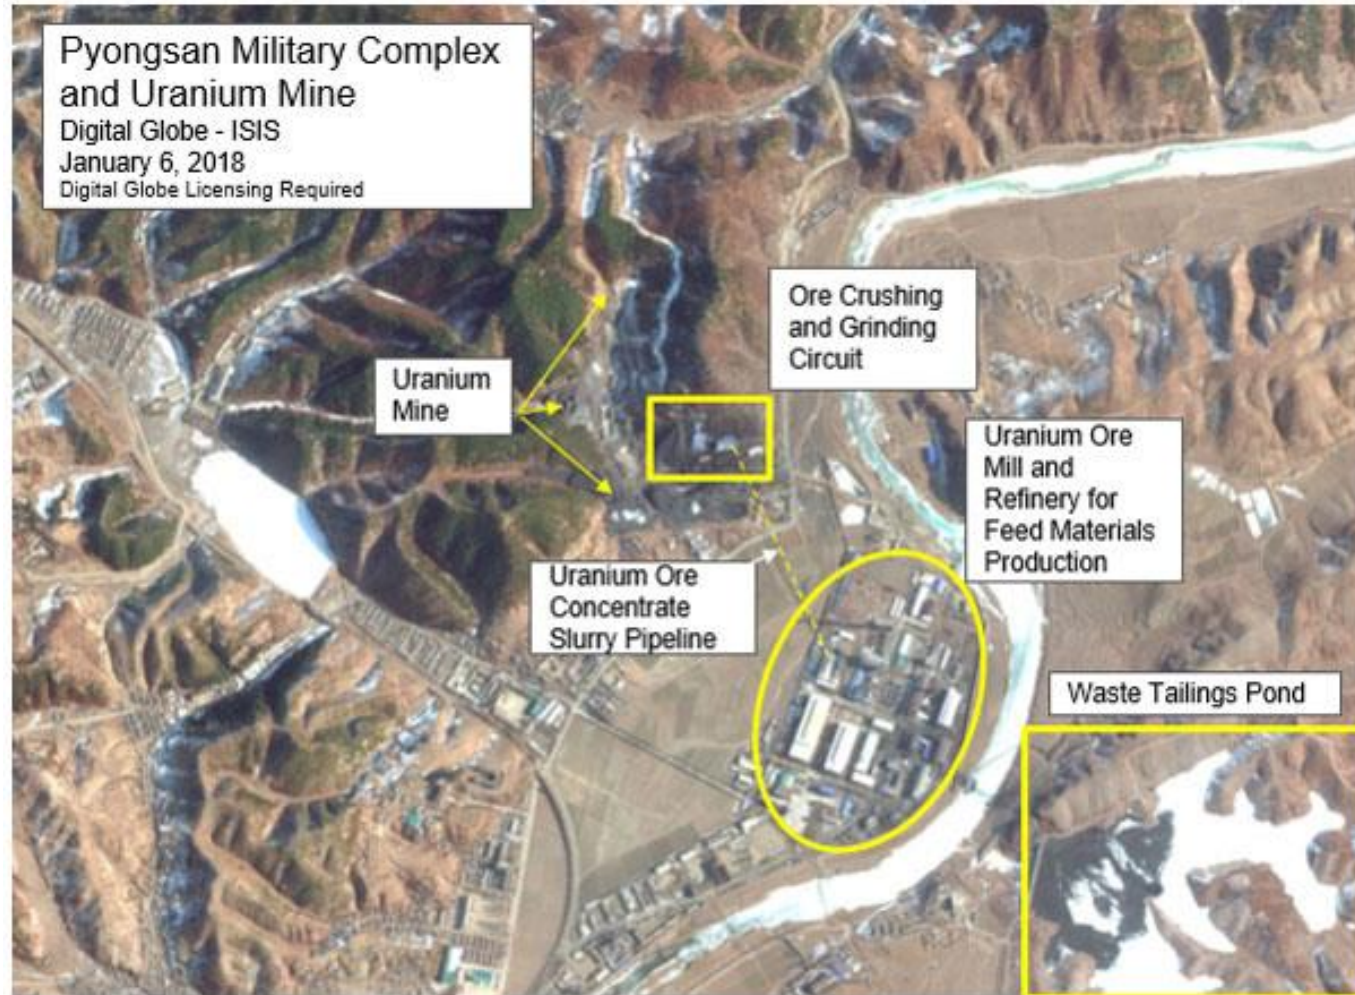 Pyongsan Military Complex
and Uranium Mine
Digital Globe - ISIS
January 6, 2018
Digital Globe Licensing Required
Ore Crushing
and Grinding
Circuit
Uranium
Mine
Uranium Ore
Mill and
Refinery for
Feed Materials
Production
Uranium Ore
Concentrate
Slurry Pipeline
Waste Tailings Pond